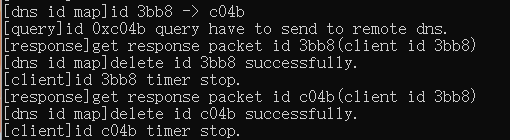 [dns id map]id 3bb8 -> c04b
[query]id 0xc04b query have to send to remote dns.
[response]get response packet id 3bb8(client id 3bb8)
[dns id map]delete id 3bb8 successfully.
[client]id 3bb8 timer stop.
[response]get response packet id c04b(client id 3bb8)
[dns id map]delete id c04b successfully.
[client]id c04b timer stop.